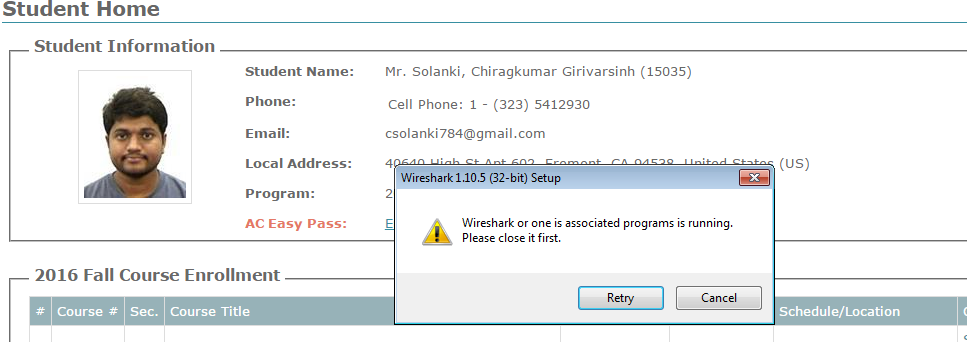 Student Home
Student Information
Student Name: Mr. Solanki, Chiragkumar Girivarsinh (15035)
Phone: Cell Phone: 1 - (323) 5412930
Email: csolanki784@gmail.com
Local Address: 40640 High St Apt 602, Fremont, CA 94538, United States (US)
Program: 2
AC Easy Pass: E
Wireshark 1.10.5 (32-bit) Setup
Wireshark or one is associated programs is running.
Please close it first.
Retry Cancel
2016 Fall Course Enrollment
# Course # Sec. Course Title Schedule/Location